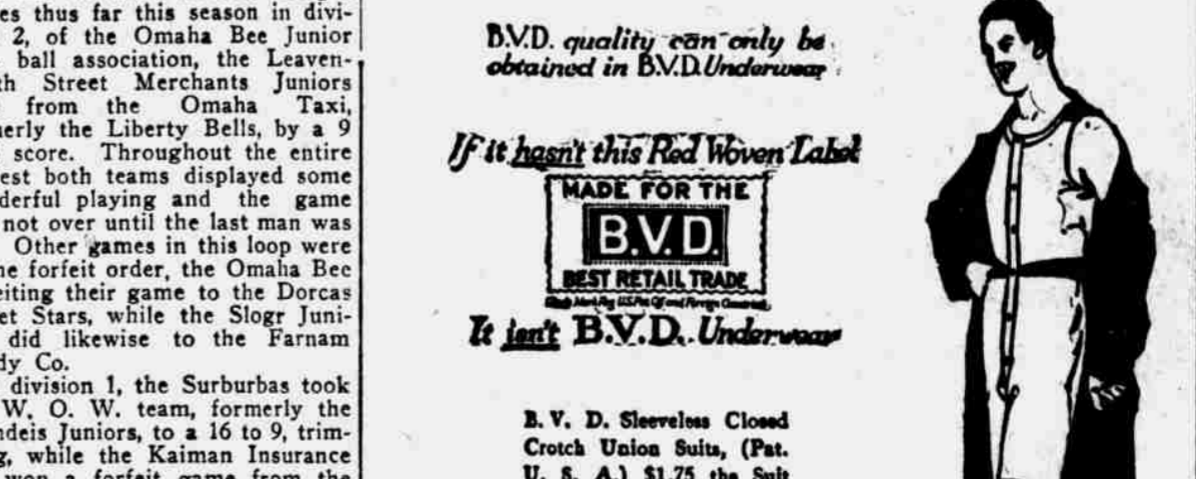 es thus far this season in divi-
2, of the Omaha Bee Junior
ball association, the Leaven-
th Street Merchants Juniors
from the Omaha Taxi,
erly the Liberty Bells, by a 9
score. Throughout the entire
est both teams displayed some
derful playing and the game
not over until the last man was
Other games in this loop were
ne forfeit order, the Omaha Bee
eiting their game to the Dorcas
et Stars, while the Slogr Juni-
did likewise to the Farnam
dy Co.
division 1, the Surburbas took
W. O. W. team, formerly the
ndeis Juniors, to a 16 to 9, trim-
g, while the Kaiman Insurance
won a forfeit game from the
B.V.D. quality can only be
obtained in B.V.D. Underwear
If it hasn't this Red Woven Label
MADE FOR THE
B.V.D.
BEST RETAIL TRADE
It isn't B.V.D. Underwear
B. V. D. Sleeveless Closed
Crotch Union Suits, (Pat.
U. S. A.) $1.75 the Suit